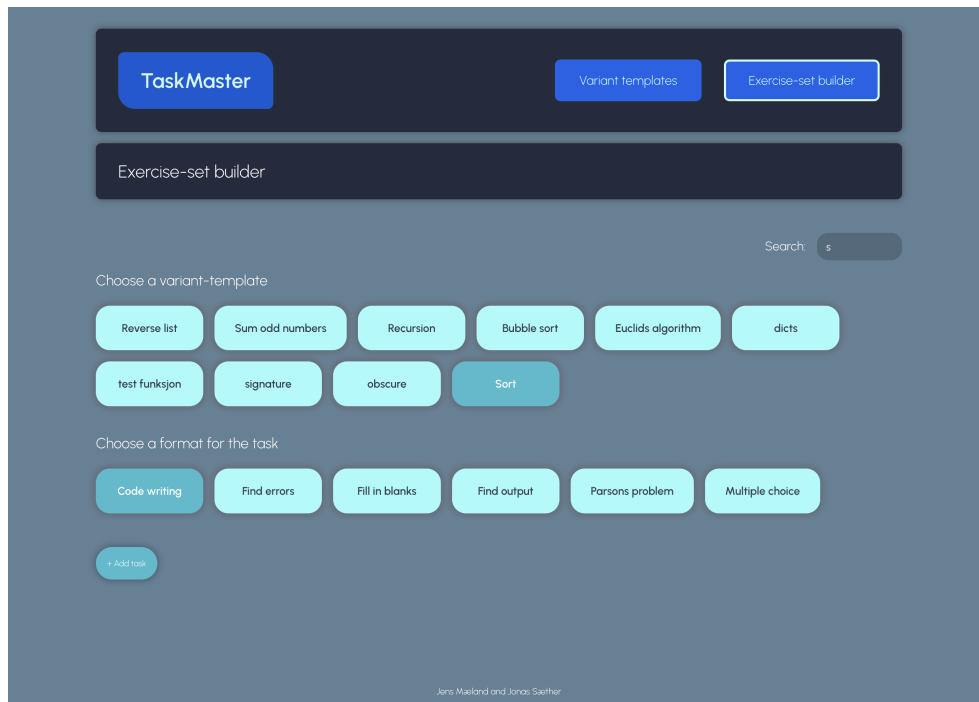 TaskMaster
Variant templates
Exercise-set builder
Exercise-set builder
Search: s
Choose a variant-template
Reverse list
Sum odd numbers
Recursion
Bubble sort
Euclids algorithm
dicts
test funksjon
signature
obscure
Sort
Choose a format for the task
Code writing
Find errors
Fill in blanks
Find output
Parsons problem
Multiple choice
+ Add task
Jens Mæland and Jonas Sæther